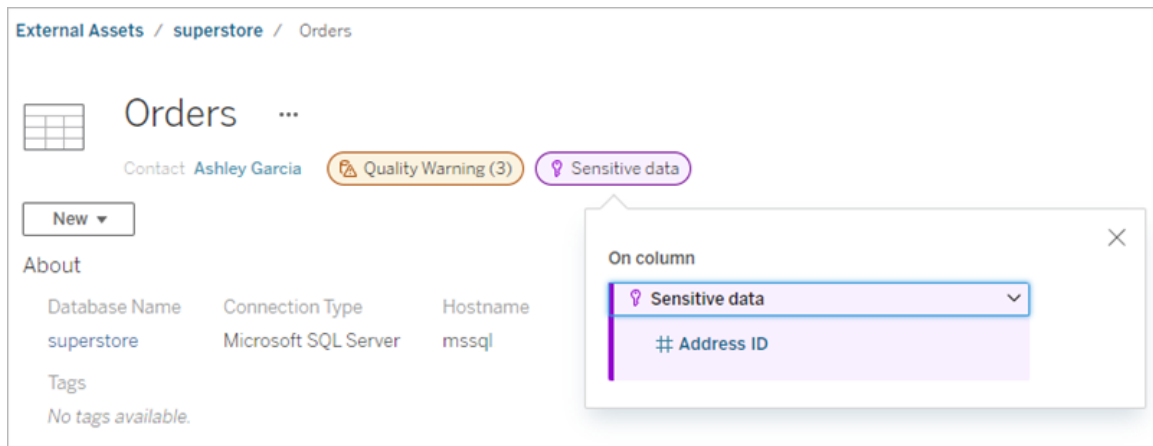 External Assets / superstore / Orders
Orders ...
Contact Ashley Garcia Quality Warning (3) Sensitive data
New
About
Database Name Connection Type Hostname
superstore Microsoft SQL Server mssql
Tags
No tags available.
On column
Sensitive data
# Address ID